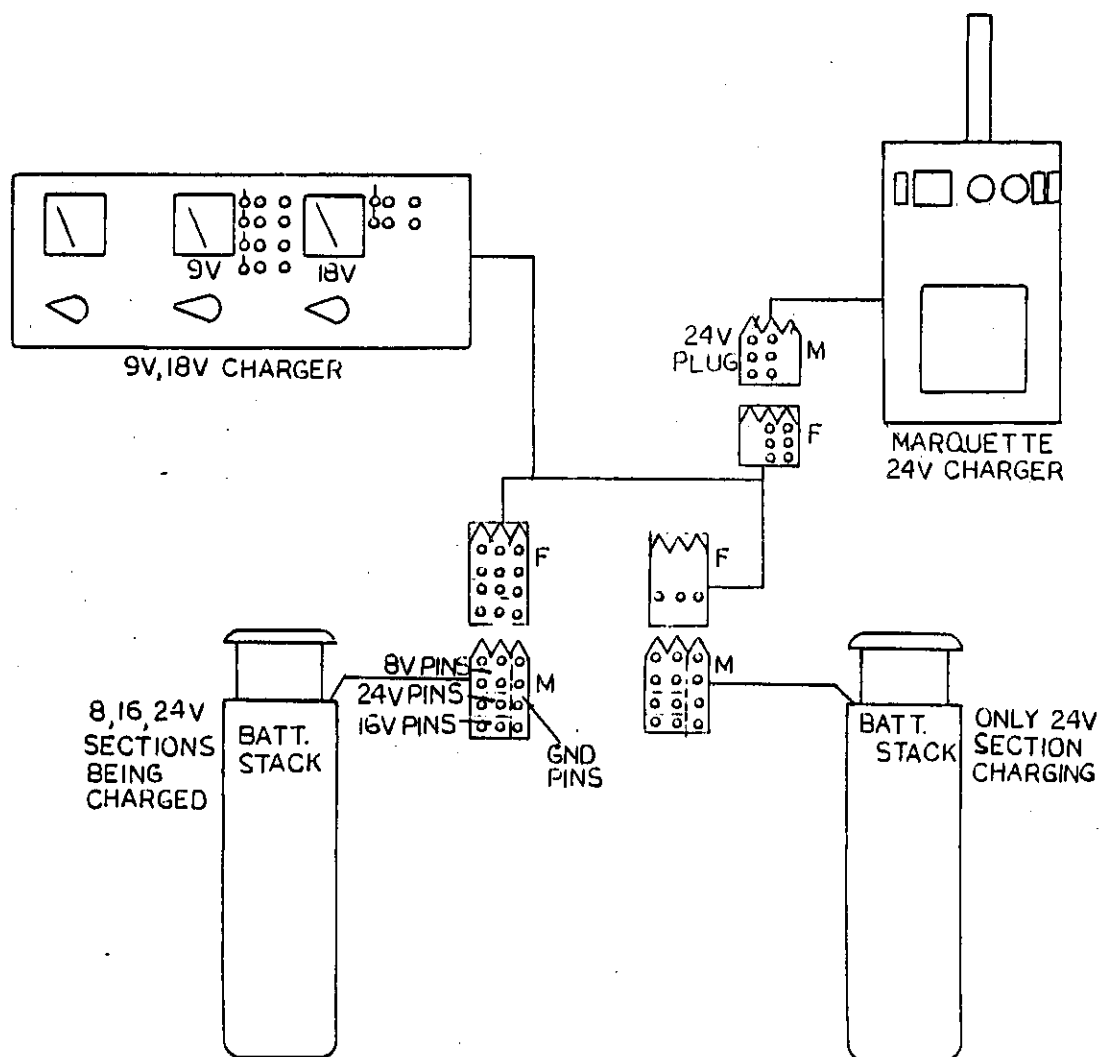 9V
18V
9V,18V CHARGER
24V
PLUG
M
F
MARQUETTE
24V CHARGER
F
F
8V PINS
24V PINS
16V PINS
M
GND
PINS
M
8,16,24V
SECTIONS
BEING
CHARGED
BATT.
STACK
BATT.
STACK
ONLY 24V
SECTION
CHARGING